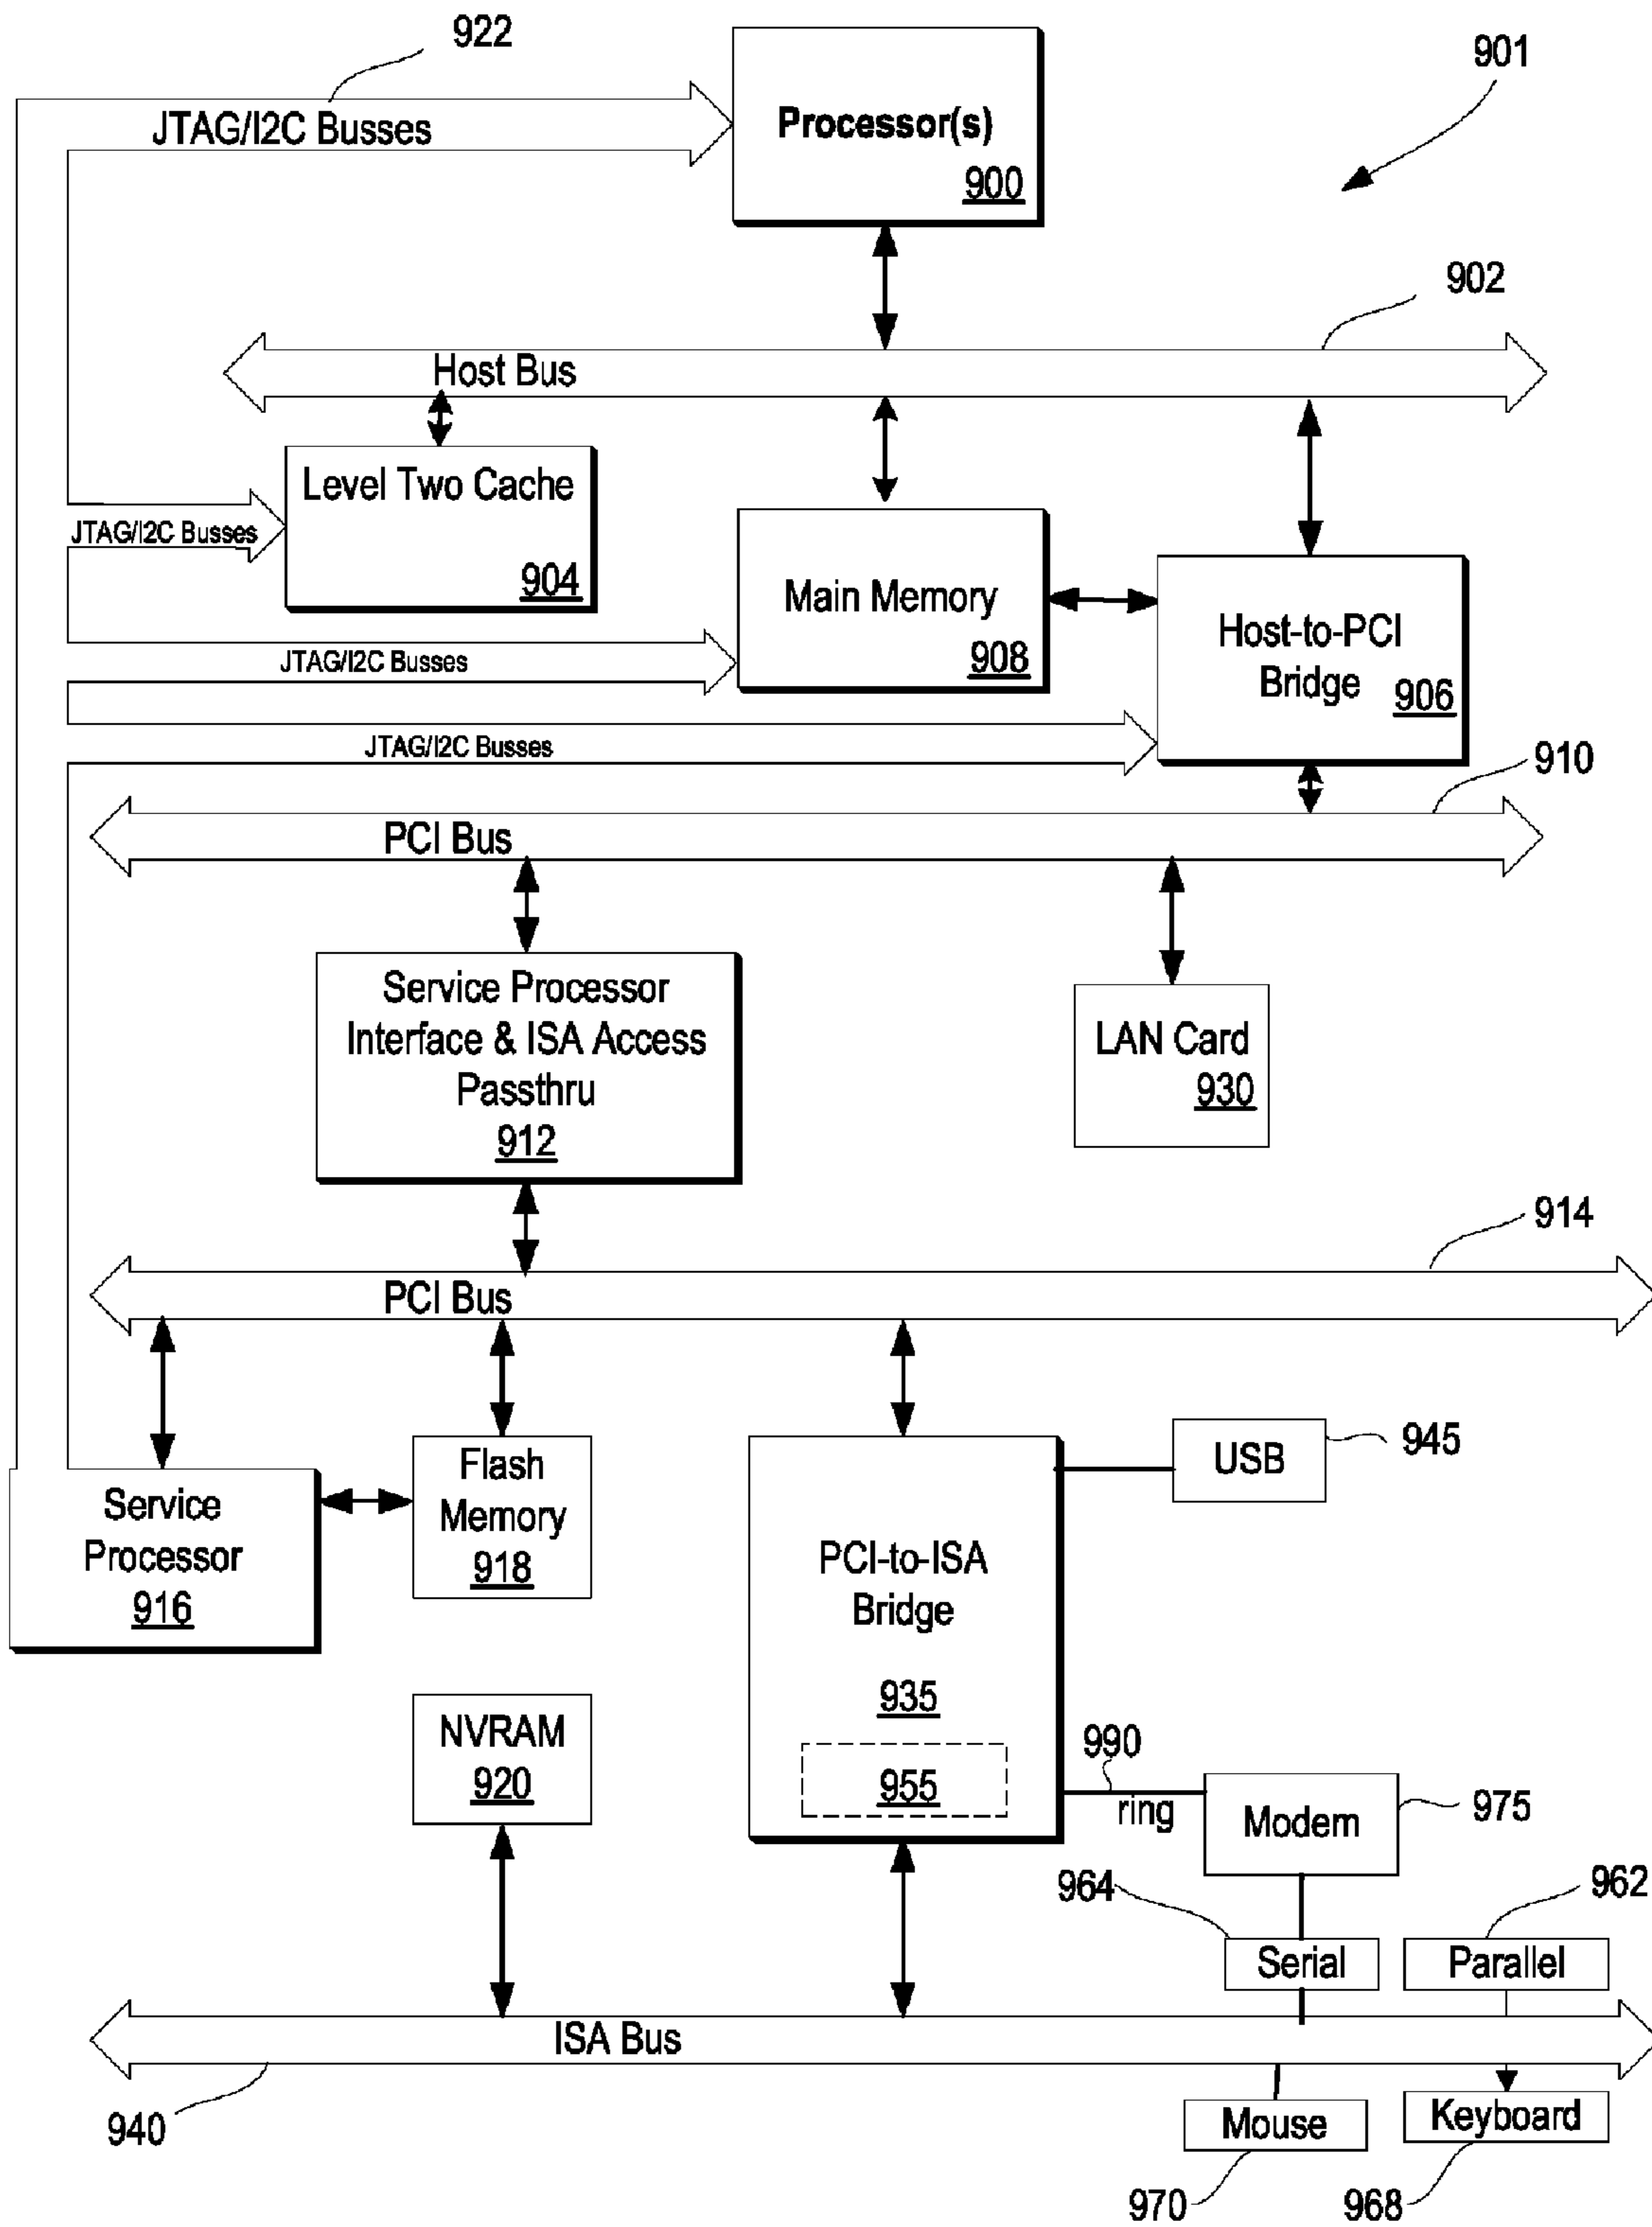 922
901
JTAG/I2C Busses
Processor(s)
900
902
Host Bus
Level Two Cache
904
JTAG/I2C Busses
Main Memory
908
Host-to-PCI
Bridge
906
JTAG/I2C Busses
JTAG/I2C Busses
910
PCI Bus
Service Processor
Interface & ISA Access
Passthru
912
LAN Card
930
914
PCI Bus
Service
Processor
916
Flash
Memory
918
USB
945
PCI-to-ISA
Bridge
935
955
NVRAM
920
990
ring
Modem
975
964
962
Serial
Parallel
ISA Bus
940
Mouse
Keyboard
970
968